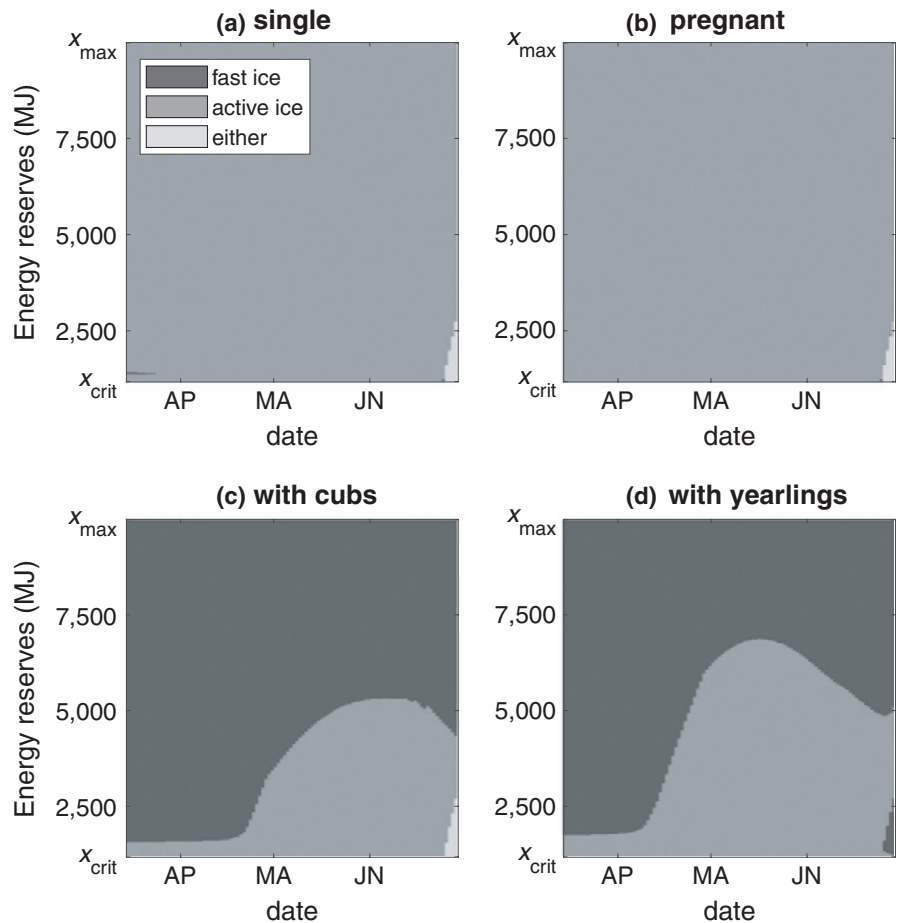 (a) single
x_max
Energy reserves (MJ)
7,500
5,000
2,500
x_crit
fast ice
active ice
either
AP MA JN
date
(b) pregnant
x_max
7,500
5,000
2,500
x_crit
AP MA JN
date
(c) with cubs
x_max
Energy reserves (MJ)
7,500
5,000
2,500
x_crit
AP MA JN
date
(d) with yearlings
x_max
7,500
5,000
2,500
x_crit
AP MA JN
date